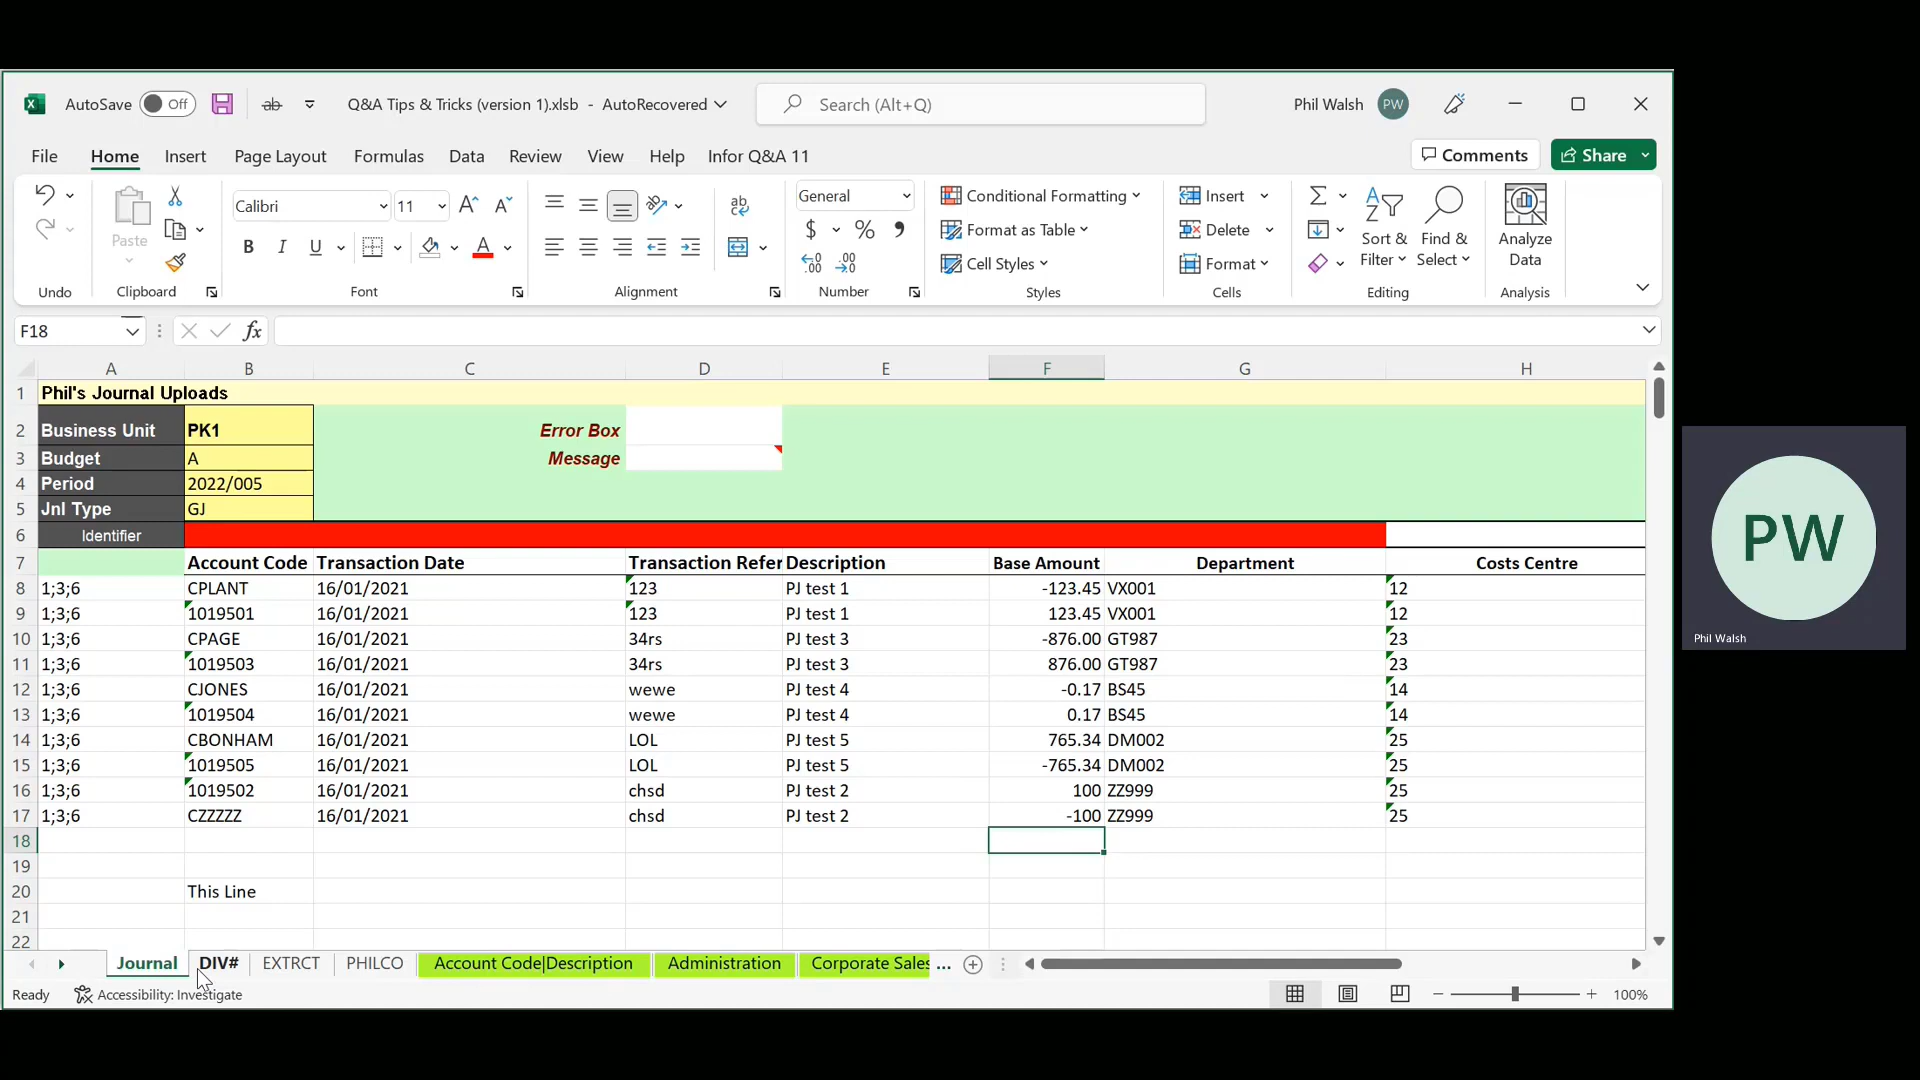 AutoSave Off ab Q&A Tips & Tricks (version 1).xlsb - AutoRecovered Search (Alt+Q) Phil Walsh PW
File Home Insert Page Layout Formulas Data Review View Help Infor Q&A 11 Comments Share
Calibri 11 A A ab General Conditional Formatting Insert
Paste $ % Format as Table Delete Sort & Filter Find & Select Analyze Data
B I U A .00 .00 Cell Styles Format
Undo Clipboard Font Alignment Number Styles Cells Editing Analysis
F18 fx
A B C D E F G H
1 Phil's Journal Uploads
2 Business Unit PK1 Error Box
3 Budget A Message
4 Period 2022/005
5 Jnl Type GJ
6 Identifier
7 Account Code Transaction Date Transaction Refer Description Base Amount Department Costs Centre
8 1;3;6 CPLANT 16/01/2021 123 PJ test 1 -123.45 VX001 12
9 1;3;6 1019501 16/01/2021 123 PJ test 1 123.45 VX001 12
10 1;3;6 CPAGE 16/01/2021 34rs PJ test 3 -876.00 GT987 23
11 1;3;6 1019503 16/01/2021 34rs PJ test 3 876.00 GT987 23
12 1;3;6 CJONES 16/01/2021 wewe PJ test 4 -0.17 BS45 14
13 1;3;6 1019504 16/01/2021 wewe PJ test 4 0.17 BS45 14
14 1;3;6 CBONHAM 16/01/2021 LOL PJ test 5 765.34 DM002 25
15 1;3;6 1019505 16/01/2021 LOL PJ test 5 -765.34 DM002 25
16 1;3;6 1019502 16/01/2021 chsd PJ test 2 100 ZZ999 25
17 1;3;6 CZZZZZ 16/01/2021 chsd PJ test 2 -100 ZZ999 25
18
19
20 This Line
21
22
Journal DIV# EXTRCT PHILCO Account Code|Description Administration Corporate Sales ...
Ready Accessibility: Investigate 100%
PW
Phil Walsh